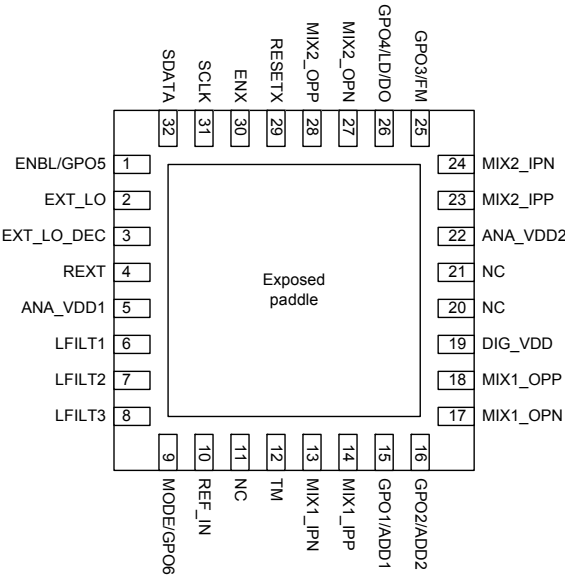 SDATA
SCLK
ENX
RESETX
MIX2_OPP
MIX2_OPN
GPO4/LD/DO
GPO3/FM
32
31
30
29
28
27
26
25
ENBL/GPO5 1
EXT_LO 2
EXT_LO_DEC 3
REXT 4
ANA_VDD1 5
LFILT1 6
LFILT2 7
LFILT3 8
Exposed
paddle
24 MIX2_IPN
23 MIX2_IPP
22 ANA_VDD2
21 NC
20 NC
19 DIG_VDD
18 MIX1_OPP
17 MIX1_OPN
9
10
11
12
13
14
15
16
MODE/GPO6
REF_IN
NC
TM
MIX1_IPN
MIX1_IPP
GPO1/ADD1
GPO2/ADD2